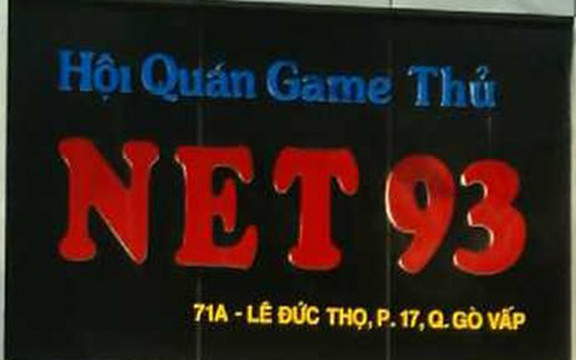 Hội Quán Game Thủ
NET 93
71A - LÊ ĐỨC THỌ, P. 17, Q. GÒ VẤP